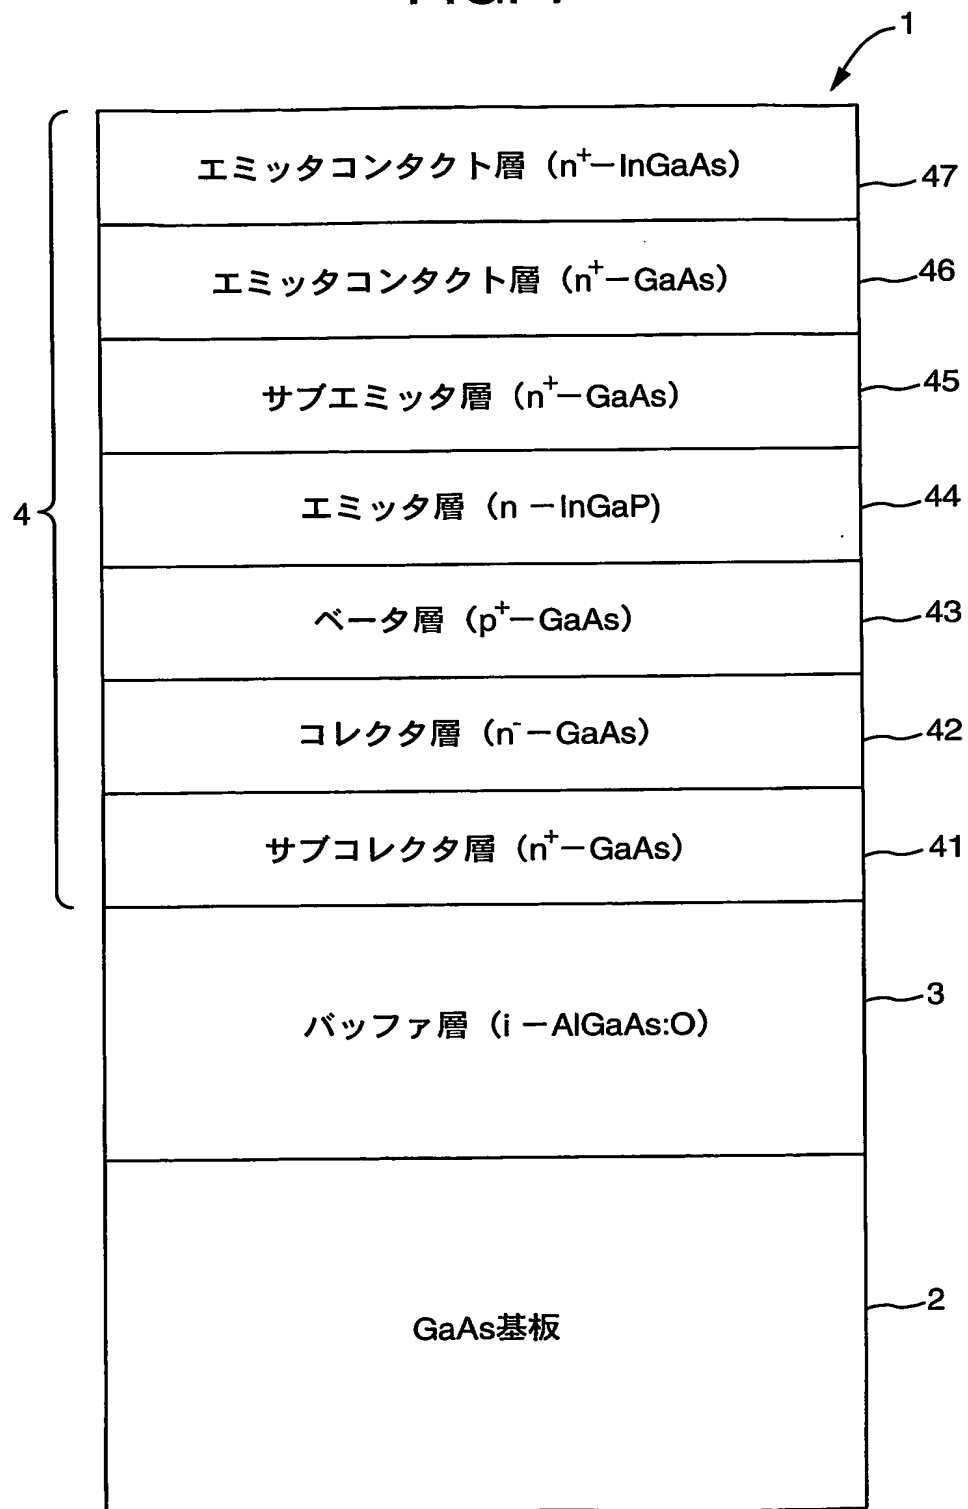 1
エミッタコンタクト層 (n⁺−InGaAs)
47
エミッタコンタクト層 (n⁺−GaAs)
46
サブエミッタ層 (n⁺−GaAs)
45
エミッタ層 (n −InGaP)
44
4
ベータ層 (p⁺−GaAs)
43
コレクタ層 (n⁻−GaAs)
42
サブコレクタ層 (n⁺−GaAs)
41
バッファ層 (i −AlGaAs:O)
3
GaAs基板
2